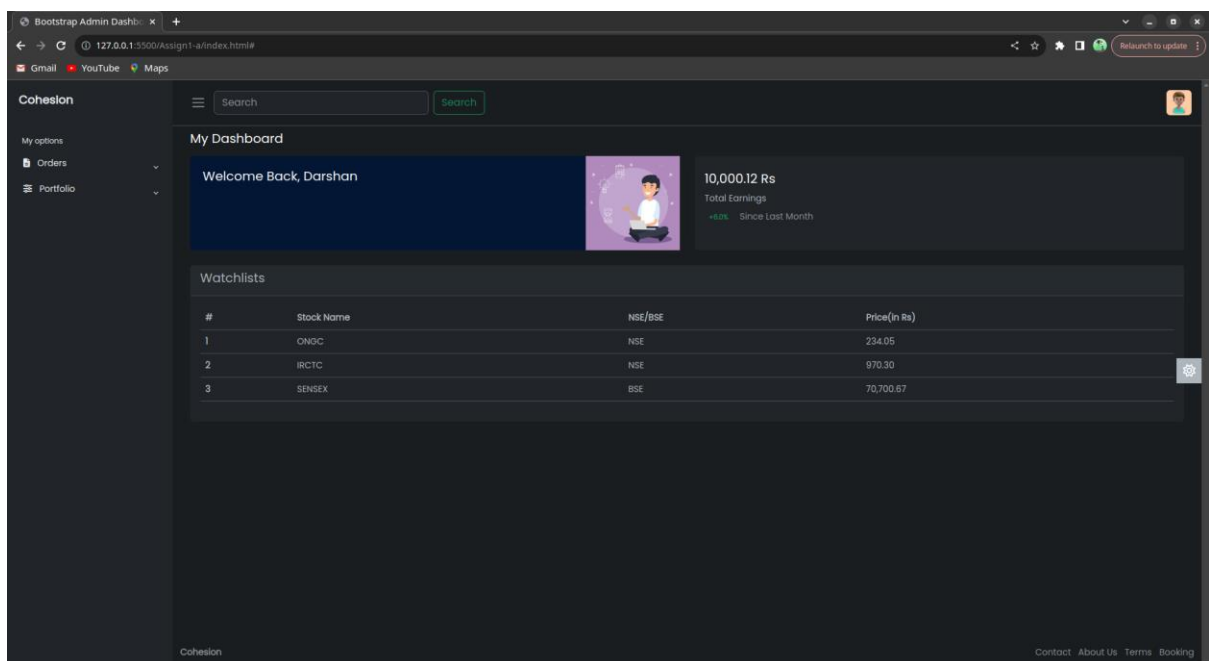 Bootstrap Admin Dashbo
127.0.0.1:5500/Assign1-a/index.html#
Relaunch to update
Gmail YouTube Maps
Cohesion
Search Search
My options
Orders
Portfolio
My Dashboard
Welcome Back, Darshan
10,000.12 Rs
Total Earnings
+6.0% Since Last Month
Watchlists
# Stock Name NSE/BSE Price(in Rs)
1 ONGC NSE 234.05
2 IRCTC NSE 970.30
3 SENSEX BSE 70,700.67
Cohesion Contact About Us Terms Booking